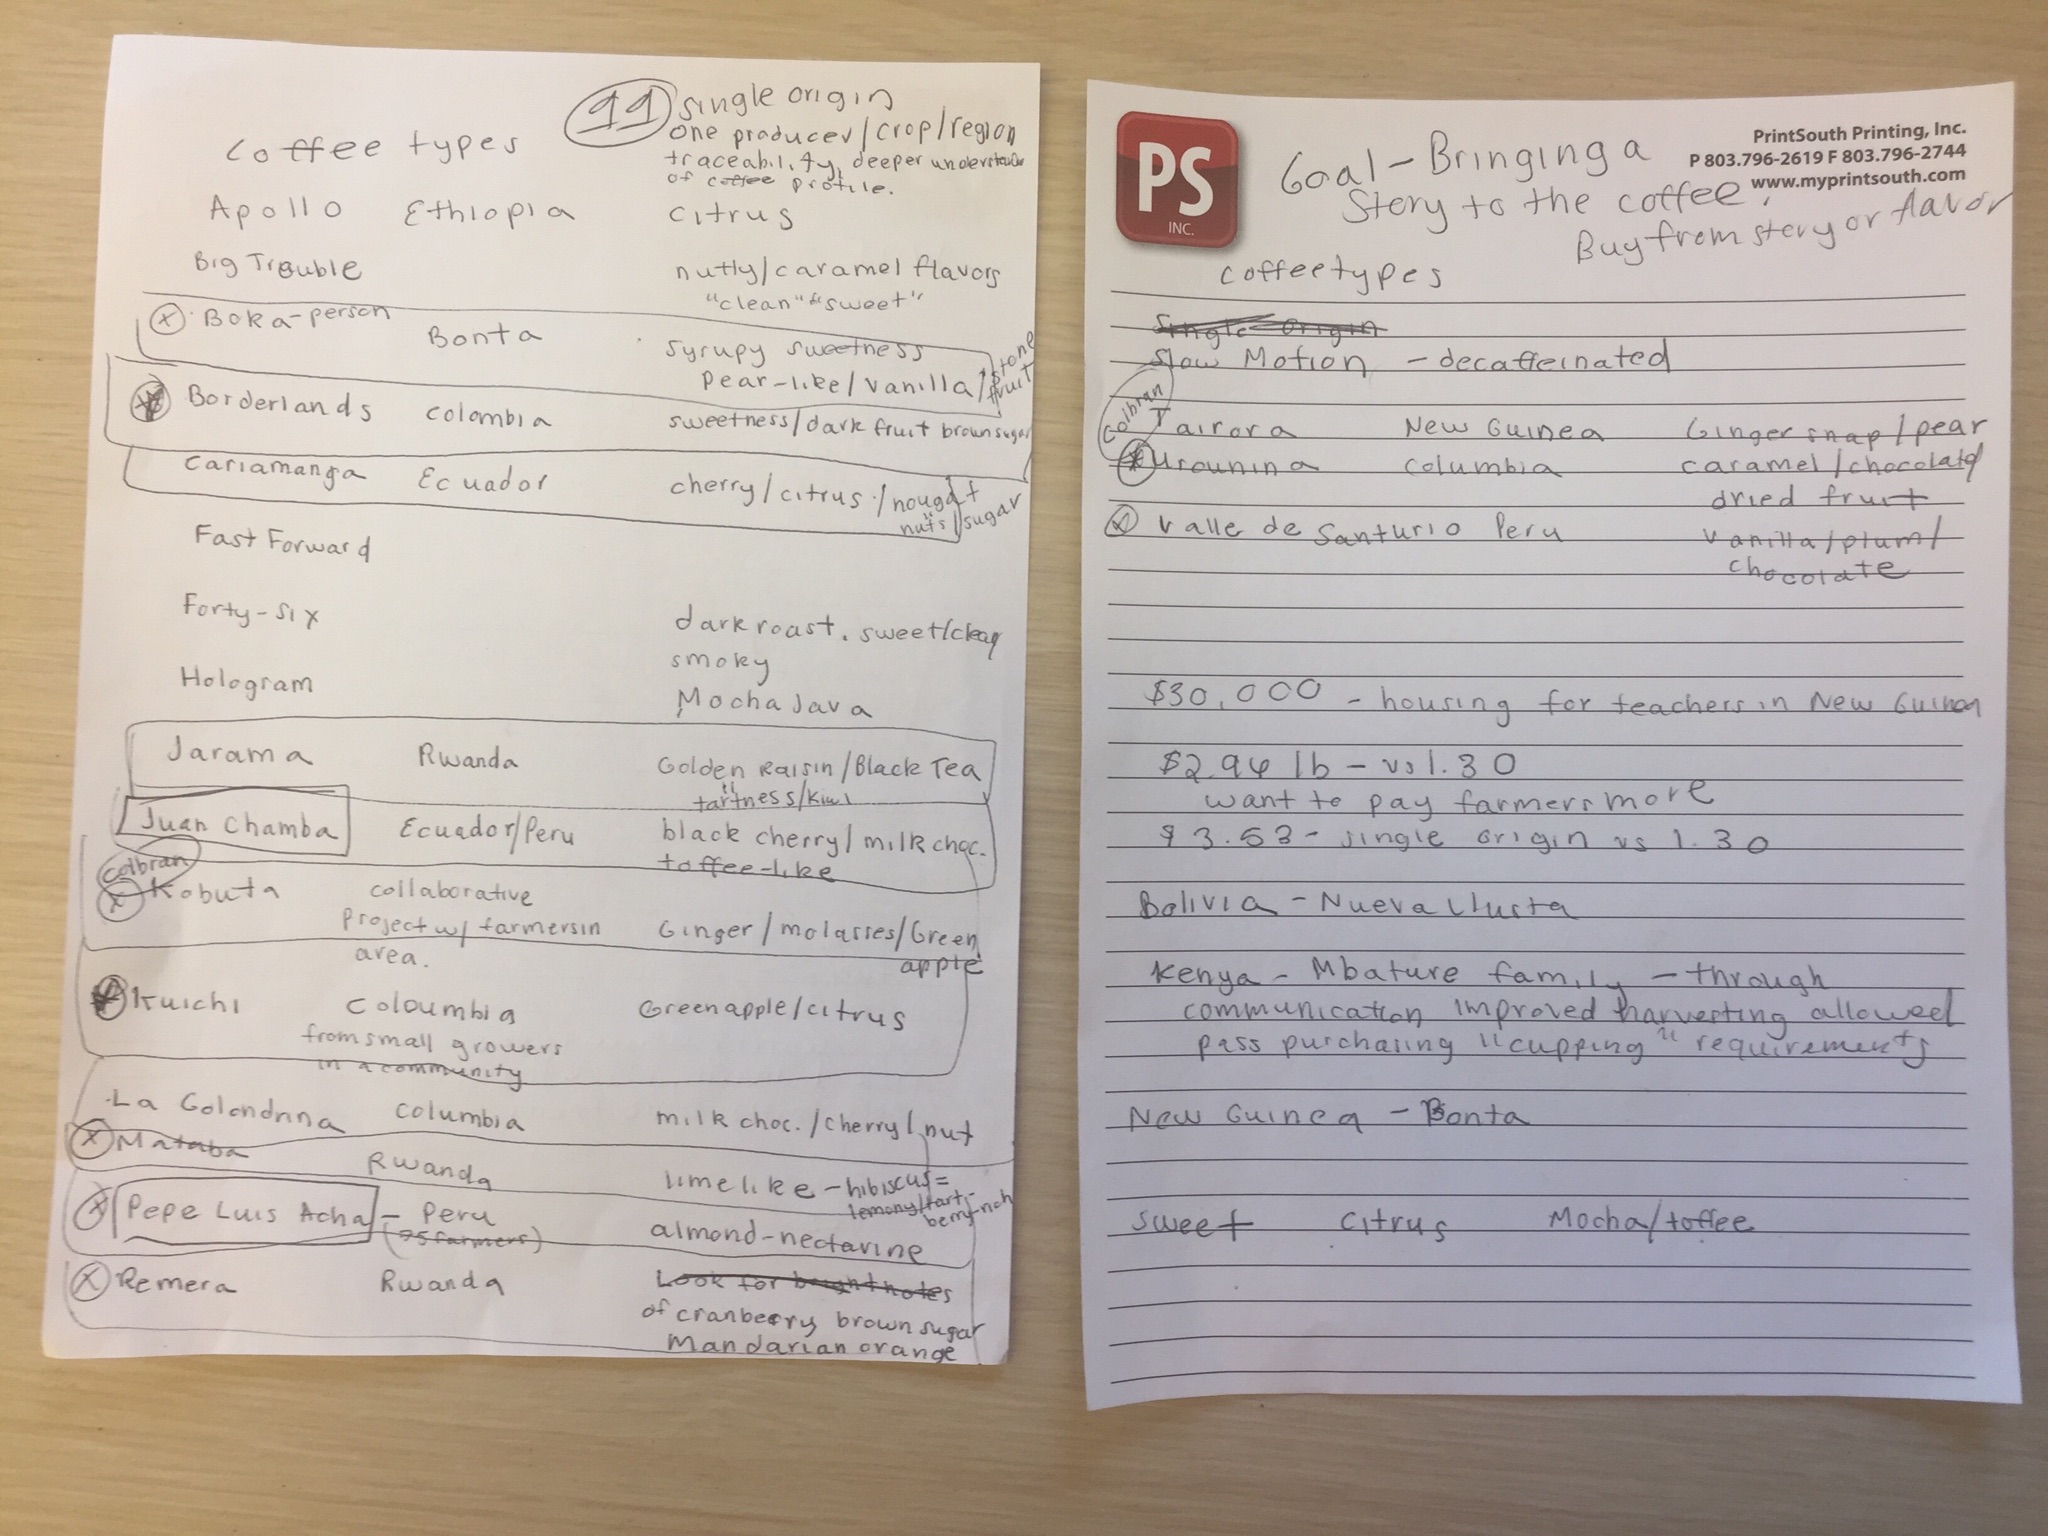 Coffee types
99
single origin
one producer/crop/region
traceability, deeper understanding
of coffee profile.
Apollo Ethiopia citrus
Big Trouble nutty/caramel flavors
"clean" & "sweet"
Boka-person Bonta syrupy sweetness
pear-like/vanilla/stone fruit
Borderlands colombia sweetness/dark fruit brown sugar
Cariamanga Ecuador cherry/citrus/nougat
nuts/sugar
Fast Forward
Forty-six dark roast. sweet/clean
smoky
Hologram Mocha Java
Jarama Rwanda Golden Raisin/Black Tea
tartness/kiwi
Juan Chamba Ecuador/Peru black cherry/milk choc.
toffee-like
colbran
Kobuta collaborative
project w/ farmers in Ginger/molasses/Green
area. apple
Kuichi Coloumbia Green apple/citrus
from small growers
in a community
La Golondrina Columbia milk choc./cherry/nut
Mataba
Rwanda lime like - hibiscus =
lemony/tart-
berry-rich
Pepe Luis Acha - Peru almond-nectarine
(75 farmers)
Remera Rwanda Look for bright notes
of cranberry brown sugar
Mandarian orange
PS
INC.
PrintSouth Printing, Inc.
P 803.796-2619 F 803.796-2744
www.myprintsouth.com
Goal - Bringing a
Story to the coffee.
Buy from story or flavor
coffee types
Single origin
Slow Motion - decaffeinated
colbran
Tairora New Guinea Ginger snap/pear
Urounina Columbia caramel/chocolate/
dried fruit
Valle de Santurio Peru vanilla/plum/
chocolate
$30,000 - housing for teachers in New Guinea
$2.94 lb - vs 1.30
want to pay farmers more
$3.53 - single origin vs 1.30
Bolivia - Nueva Llusta
Kenya - Mbature family - through
communication improved harvesting allowed
pass purchasing "cupping" requirements
New Guinea - Bonta
sweet citrus Mocha/toffee